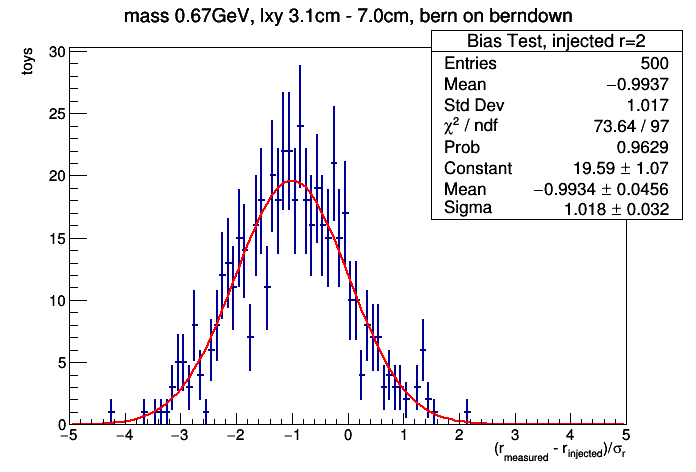 mass 0.67GeV, lxy 3.1cm - 7.0cm, bern on berndown
Bias Test, injected r=2
Entries 500
Mean −0.9937
Std Dev 1.017
χ² / ndf 73.64 / 97
Prob 0.9629
Constant 19.59 ± 1.07
Mean −0.9934 ± 0.0456
Sigma 1.018 ± 0.032
toys
30
25
20
15
10
5
0
−5 −4 −3 −2 −1 0 1 2 3 4 5
(r_measured - r_injected)/σ_r